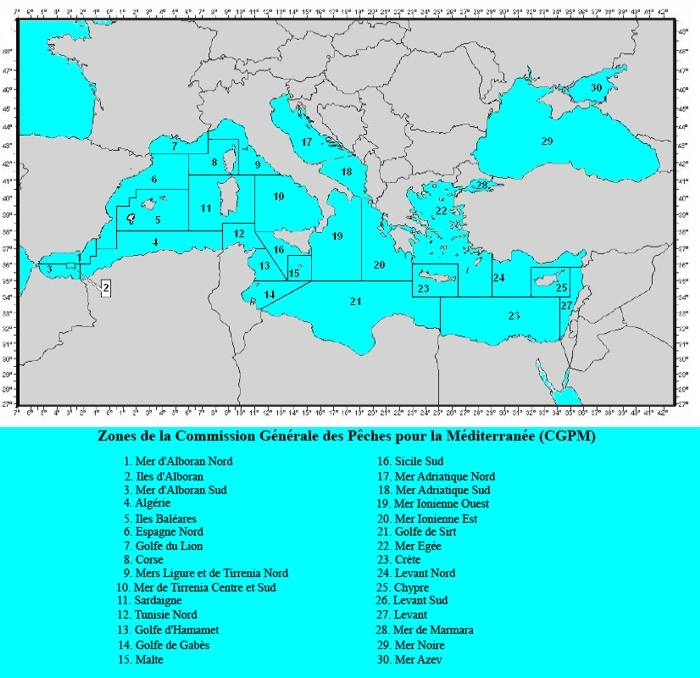 30
29
17
7
8
9
18
6
28
10
11
22
5
12
19
4
16
20
1
13
15
3
24
23
25
2
14
21
27
23
Zones de la Commission Générale des Pêches pour la Méditerranée (CGPM)
1. Mer d'Alboran Nord
2. Iles d'Alboran
3. Mer d'Alboran Sud
4. Algérie
5. Iles Baléares
6. Espagne Nord
7. Golfe du Lion
8. Corse
9. Mers Ligure et de Tirrenia Nord
10. Mer de Tirrenia Centre et Sud
11. Sardaigne
12. Tunisie Nord
13. Golfe d'Hamamet
14. Golfe de Gabès
15. Malte
16. Sicile Sud
17. Mer Adriatique Nord
18. Mer Adriatique Sud
19. Mer Ionienne Ouest
20. Mer Ionienne Est
21. Golfe de Sirt
22. Mer Egée
23. Crête
24. Levant Nord
25. Chypre
26. Levant Sud
27. Levant
28. Mer de Marmara
29. Mer Noire
30. Mer Azev